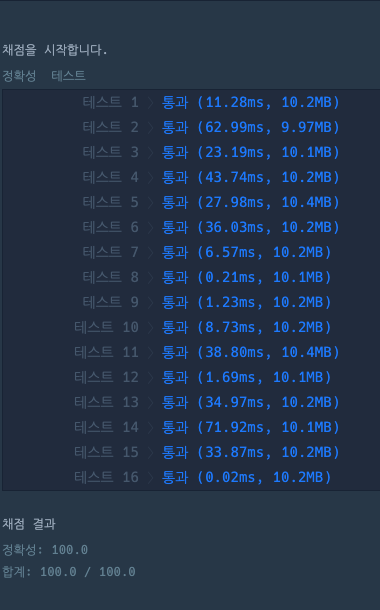 채점을 시작합니다.
정확성 테스트
테스트 1 〉 통과 (11.28ms, 10.2MB)
테스트 2 〉 통과 (62.99ms, 9.97MB)
테스트 3 〉 통과 (23.19ms, 10.1MB)
테스트 4 〉 통과 (43.74ms, 10.2MB)
테스트 5 〉 통과 (27.98ms, 10.4MB)
테스트 6 〉 통과 (36.03ms, 10.2MB)
테스트 7 〉 통과 (6.57ms, 10.2MB)
테스트 8 〉 통과 (0.21ms, 10.1MB)
테스트 9 〉 통과 (1.23ms, 10.2MB)
테스트 10 〉 통과 (8.73ms, 10.2MB)
테스트 11 〉 통과 (38.80ms, 10.4MB)
테스트 12 〉 통과 (1.69ms, 10.1MB)
테스트 13 〉 통과 (34.97ms, 10.2MB)
테스트 14 〉 통과 (71.92ms, 10.1MB)
테스트 15 〉 통과 (33.87ms, 10.2MB)
테스트 16 〉 통과 (0.02ms, 10.2MB)
채점 결과
정확성: 100.0
합계: 100.0 / 100.0